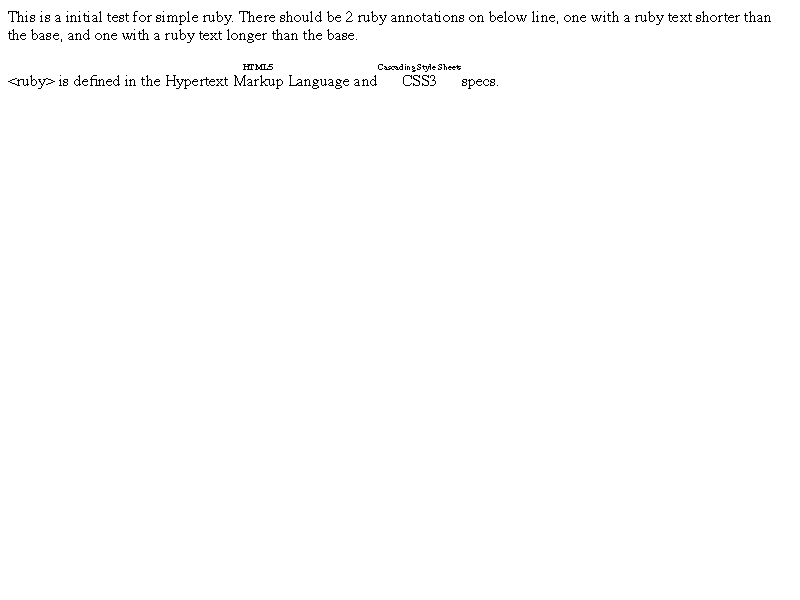 This is a initial test for simple ruby. There should be 2 ruby annotations on below line, one with a ruby text shorter than
the base, and one with a ruby text longer than the base.
HTML5 Cascading Style Sheets
<ruby> is defined in the Hypertext Markup Language and CSS3 specs.